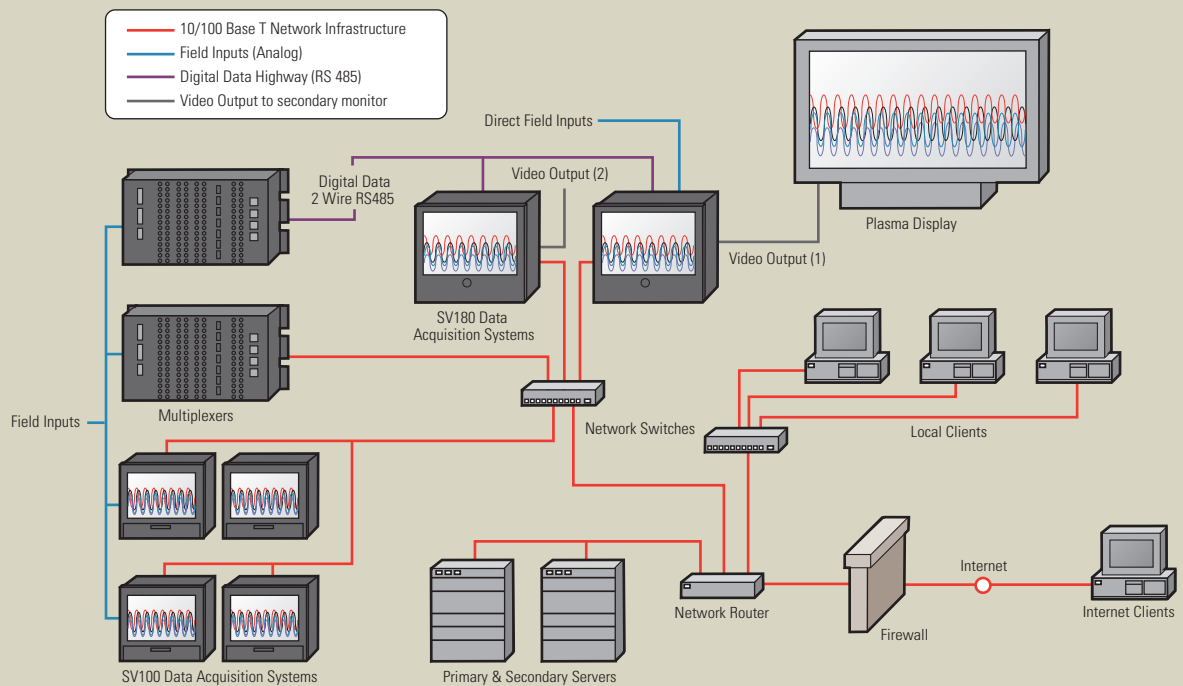 10/100 Base T Network Infrastructure
Field Inputs (Analog)
Digital Data Highway (RS 485)
Video Output to secondary monitor
Direct Field Inputs
Digital Data
2 Wire RS485
Video Output (2)
Plasma Display
Video Output (1)
SV180 Data
Acquisition Systems
Multiplexers
Field Inputs
Network Switches
Local Clients
Internet
Network Router
Internet Clients
Firewall
SV100 Data Acquisition Systems
Primary & Secondary Servers